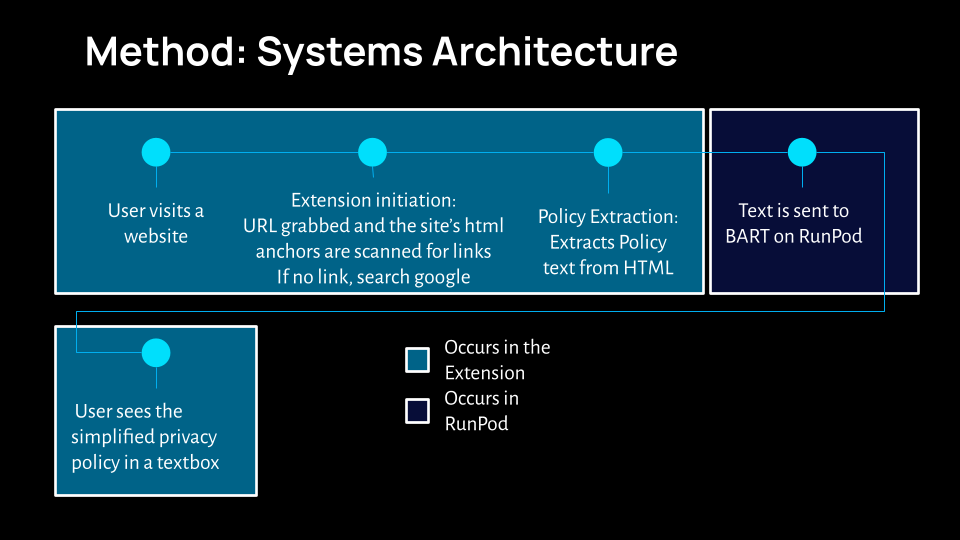 Method: Systems Architecture
User visits a
website
Extension initiation:
URL grabbed and the site's html
anchors are scanned for links
If no link, search google
Policy Extraction:
Extracts Policy
text from HTML
Text is sent to
BART on RunPod
User sees the
simplified privacy
policy in a textbox
Occurs in the
Extension
Occurs in
RunPod